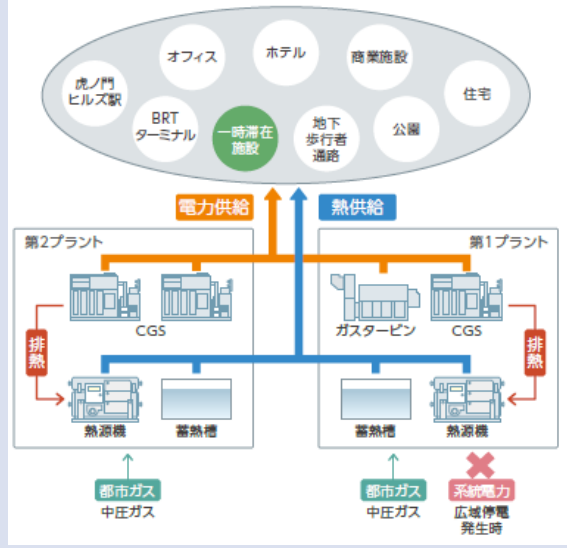 オフィス
ホテル
商業施設
虎ノ門
ヒルズ駅
住宅
BRT
ターミナル
一時滞在
施設
地下
歩行者
通路
公園
電力供給
熱供給
第2プラント
第1プラント
CGS
ガスタービン
CGS
排熱
排熱
熱源機
蓄熱槽
蓄熱槽
熱源機
都市ガス
中圧ガス
都市ガス
中圧ガス
系統電力
広域停電
発生時